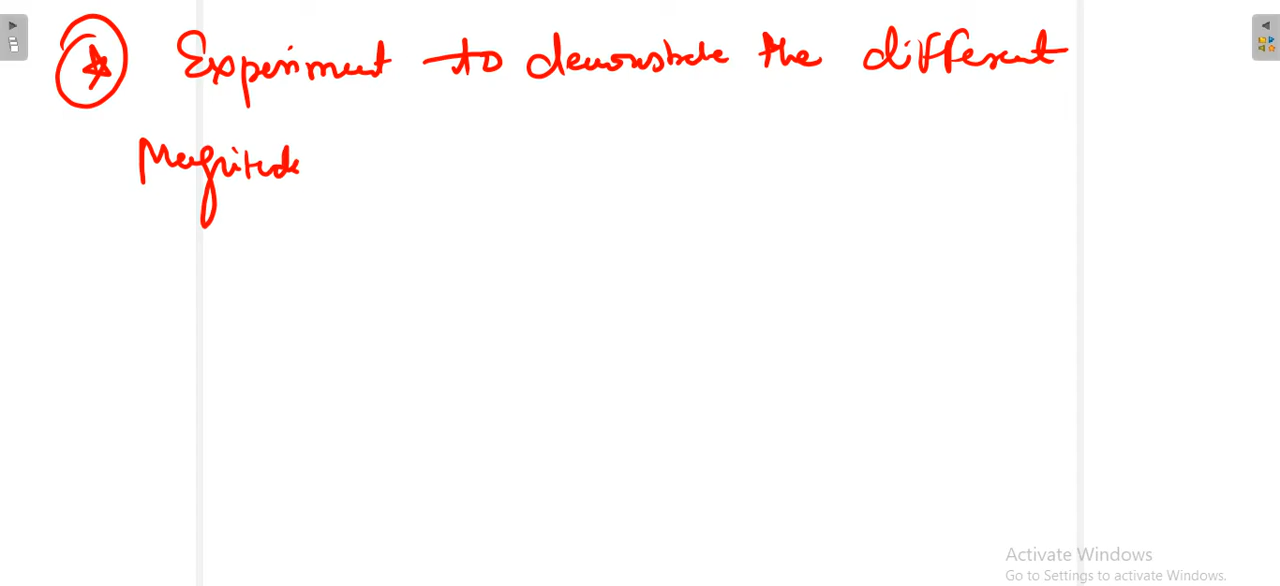 Experiment to demonstrate the different
Magnitude
Activate Windows
Go to Settings to activate Windows.